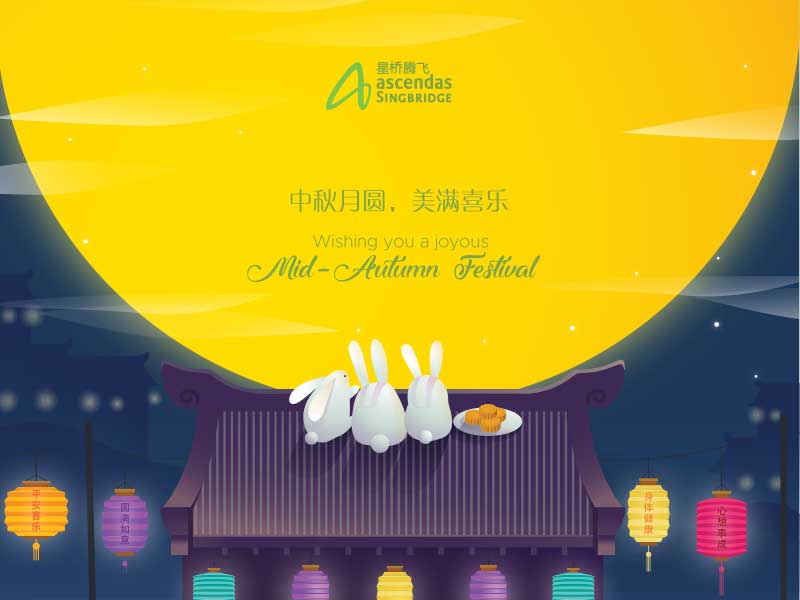 星桥腾飞
ascendas
SINGBRIDGE
中秋月圆，美满喜乐
Wishing you a joyous
Mid-Autumn Festival
平安喜乐
圆满如意
身体健康
心想事成